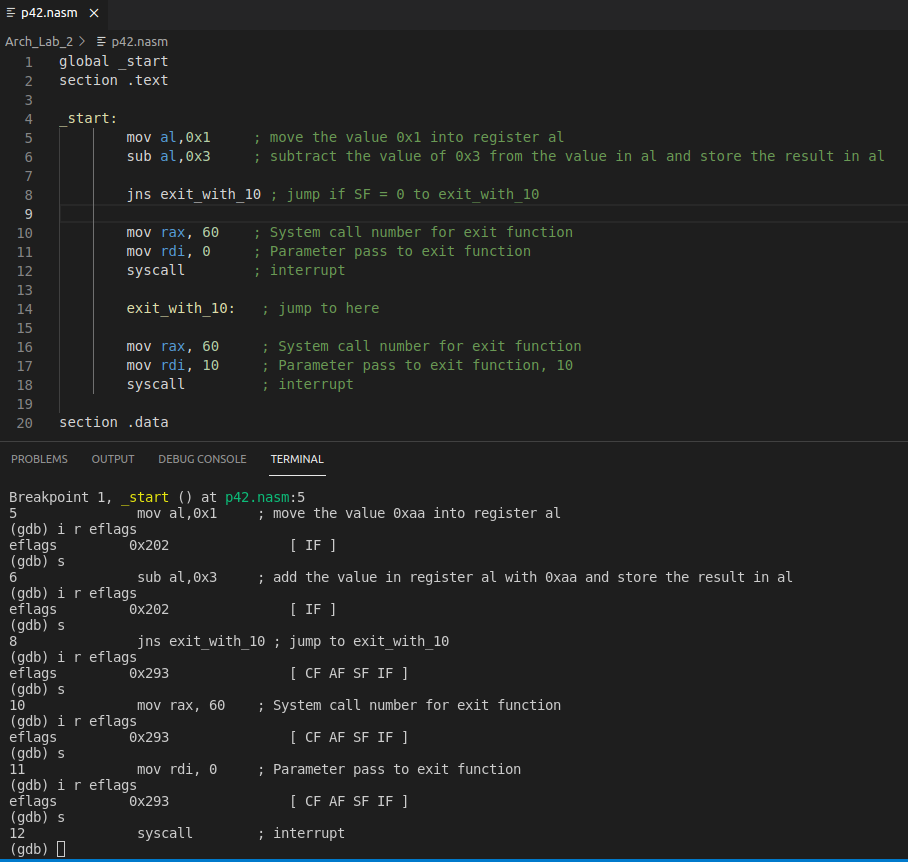 p42.nasm
Arch_Lab_2 > p42.nasm
1 global _start
2 section .text
3
4 _start:
5 mov al,0x1 ; move the value 0x1 into register al
6 sub al,0x3 ; subtract the value of 0x3 from the value in al and store the result in al
7
8 jns exit_with_10 ; jump if SF = 0 to exit_with_10
9
10 mov rax, 60 ; System call number for exit function
11 mov rdi, 0 ; Parameter pass to exit function
12 syscall ; interrupt
13
14 exit_with_10: ; jump to here
15
16 mov rax, 60 ; System call number for exit function
17 mov rdi, 10 ; Parameter pass to exit function, 10
18 syscall ; interrupt
19
20 section .data
PROBLEMS OUTPUT DEBUG CONSOLE TERMINAL
Breakpoint 1, _start () at p42.nasm:5
5 mov al,0x1 ; move the value 0xaa into register al
(gdb) i r eflags
eflags 0x202 [ IF ]
(gdb) s
6 sub al,0x3 ; add the value in register al with 0xaa and store the result in al
(gdb) i r eflags
eflags 0x202 [ IF ]
(gdb) s
8 jns exit_with_10 ; jump to exit_with_10
(gdb) i r eflags
eflags 0x293 [ CF AF SF IF ]
(gdb) s
10 mov rax, 60 ; System call number for exit function
(gdb) i r eflags
eflags 0x293 [ CF AF SF IF ]
(gdb) s
11 mov rdi, 0 ; Parameter pass to exit function
(gdb) i r eflags
eflags 0x293 [ CF AF SF IF ]
(gdb) s
12 syscall ; interrupt
(gdb)